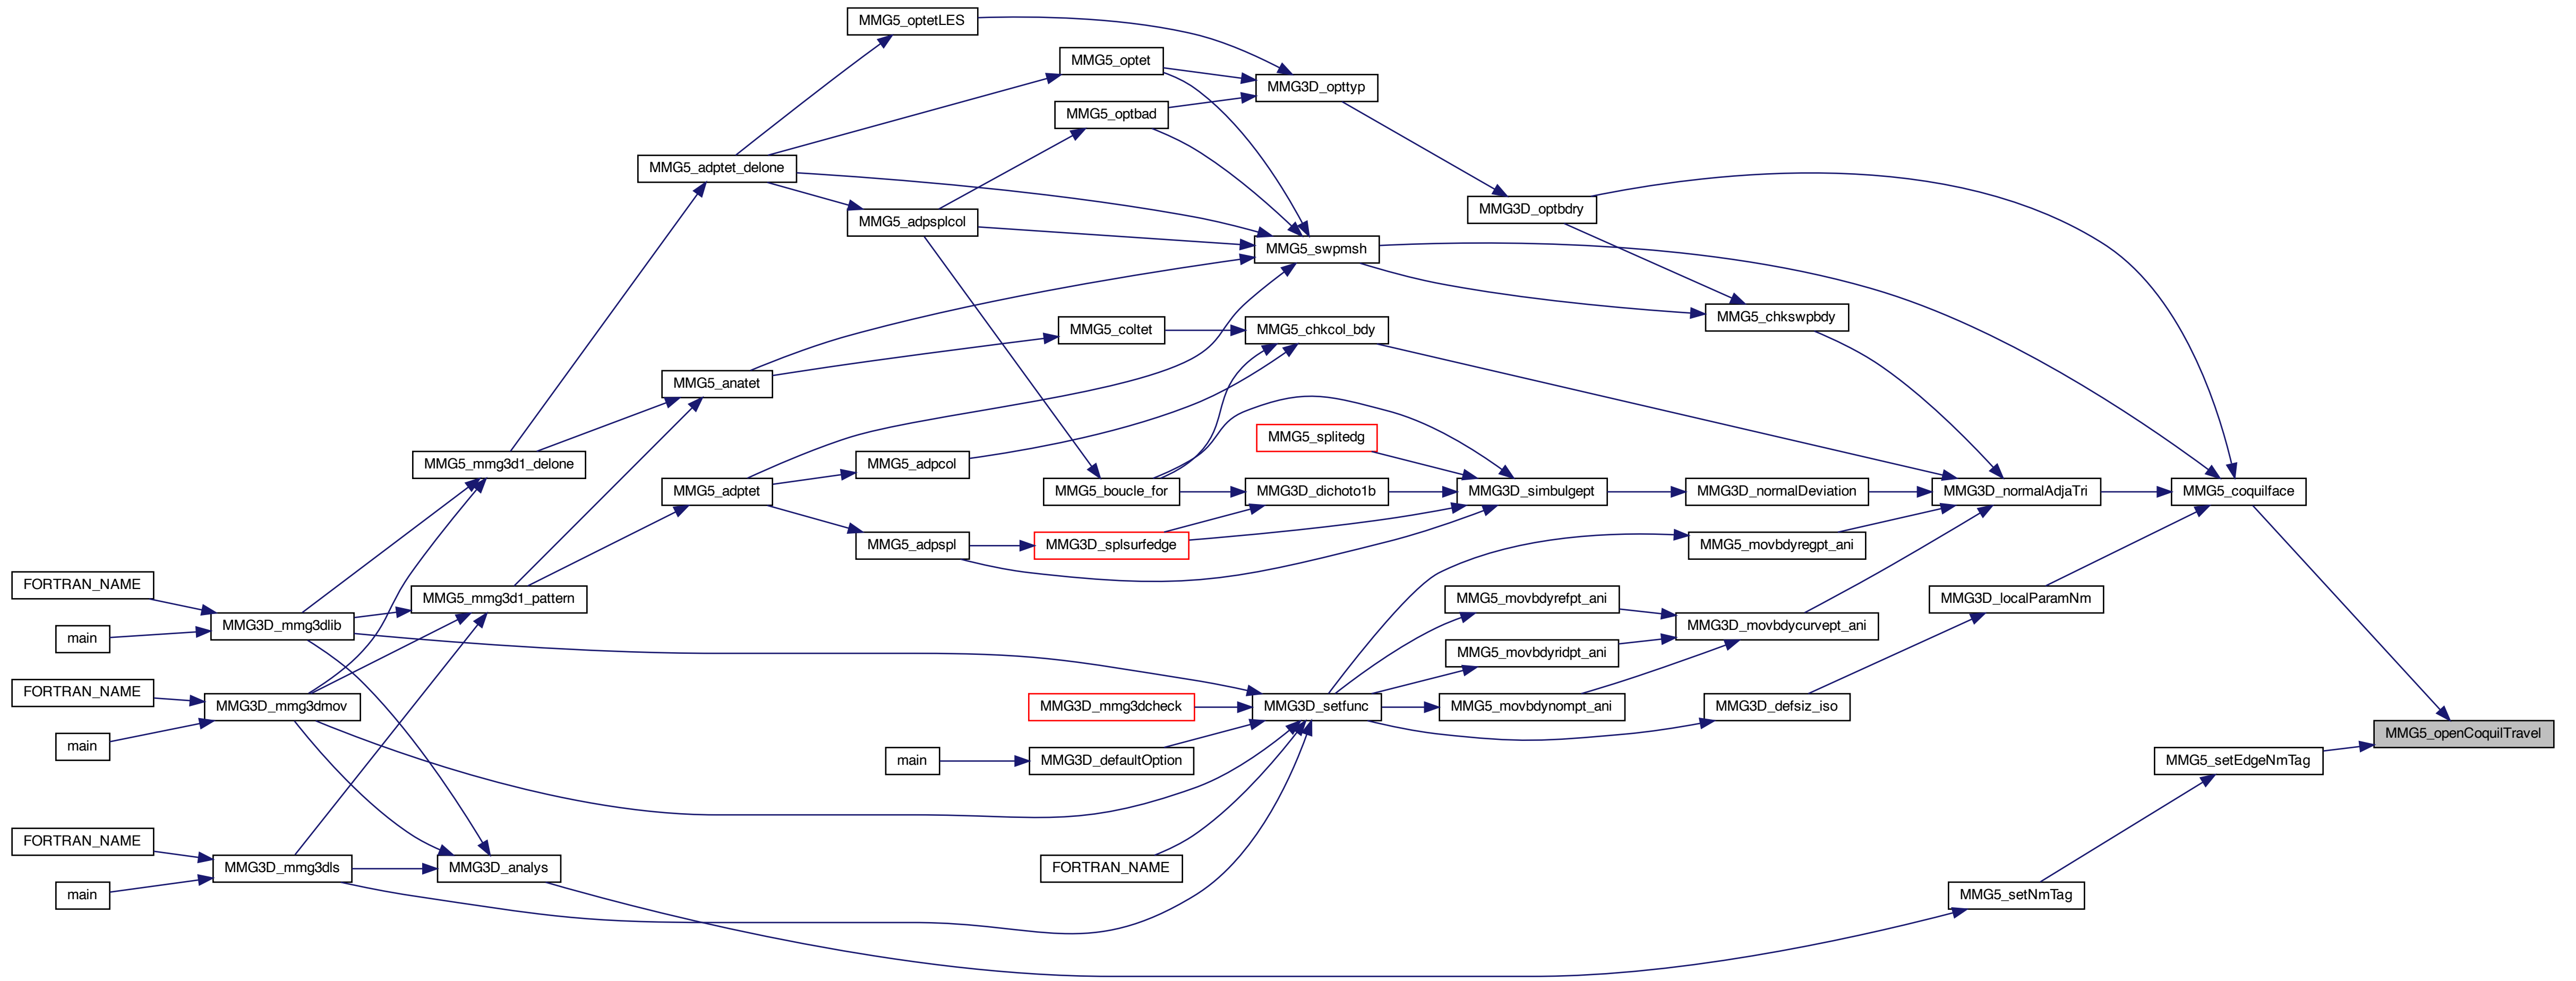 MMG5_optetLES
MMG5_optet
MMG3D_opttyp
MMG5_optbad
MMG5_adptet_delone
MMG3D_optbdry
MMG5_adpsplcol
MMG5_swpmsh
MMG5_chkswpbdy
MMG5_coltet
MMG5_chkcol_bdy
MMG5_anatet
MMG5_splitedg
MMG5_mmg3d1_delone
MMG5_adpcol
MMG5_adptet
MMG5_boucle_for
MMG3D_dichoto1b
MMG3D_simbulgept
MMG3D_normalDeviation
MMG3D_normalAdjaTri
MMG5_coquilface
MMG5_adpspl
MMG3D_splsurfedge
MMG5_movbdyregpt_ani
FORTRAN_NAME
MMG5_mmg3d1_pattern
MMG5_movbdyrefpt_ani
MMG3D_localParamNm
MMG3D_mmg3dlib
MMG3D_movbdycurvept_ani
main
MMG5_movbdyridpt_ani
FORTRAN_NAME
MMG3D_mmg3dmov
MMG3D_mmg3dcheck
MMG3D_setfunc
MMG5_movbdynompt_ani
MMG3D_defsiz_iso
MMG5_openCoquilTravel
main
main
MMG3D_defaultOption
MMG5_setEdgeNmTag
FORTRAN_NAME
MMG3D_mmg3dls
MMG3D_analys
FORTRAN_NAME
main
MMG5_setNmTag